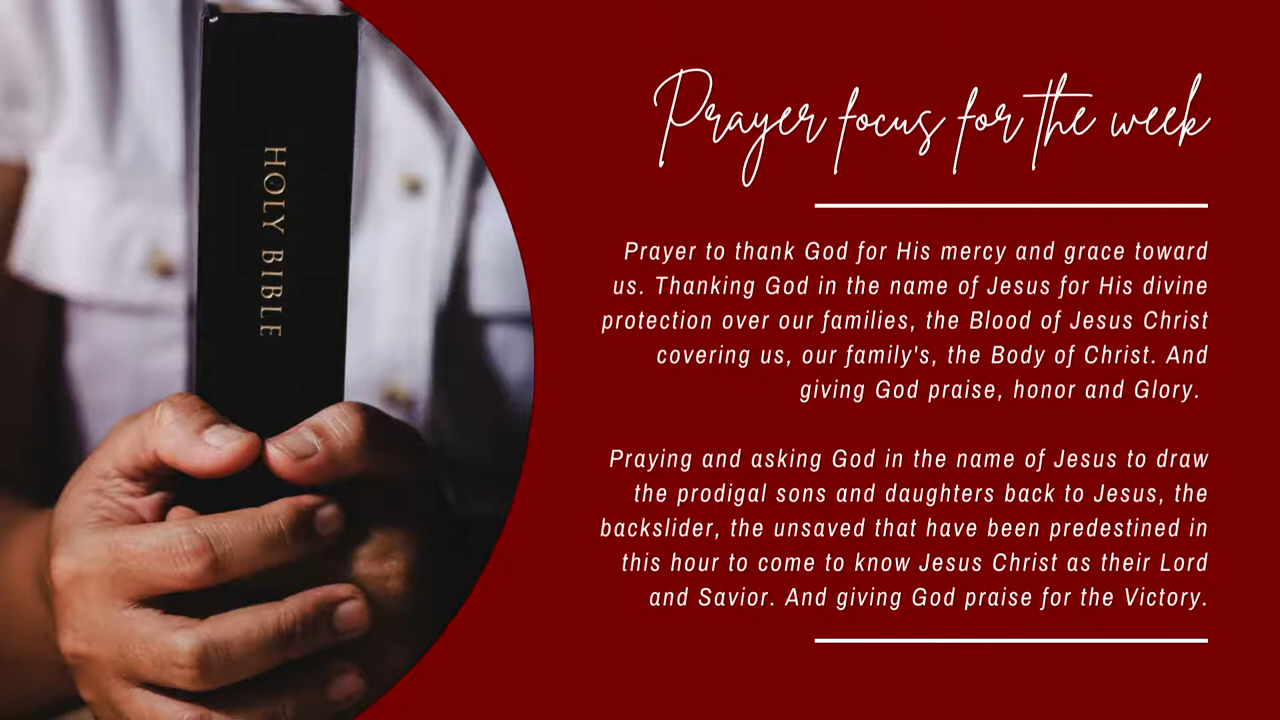 HOLY BIBLE
Prayer focus for the week
Prayer to thank God for His mercy and grace toward
us. Thanking God in the name of Jesus for His divine
protection over our families, the Blood of Jesus Christ
covering us, our family's, the Body of Christ. And
giving God praise, honor and Glory.
Praying and asking God in the name of Jesus to draw
the prodigal sons and daughters back to Jesus, the
backslider, the unsaved that have been predestined in
this hour to come to know Jesus Christ as their Lord
and Savior. And giving God praise for the Victory.